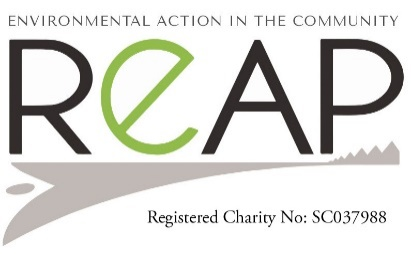 ENVIRONMENTAL ACTION IN THE COMMUNITY
ReAP
Registered Charity No: SC037988